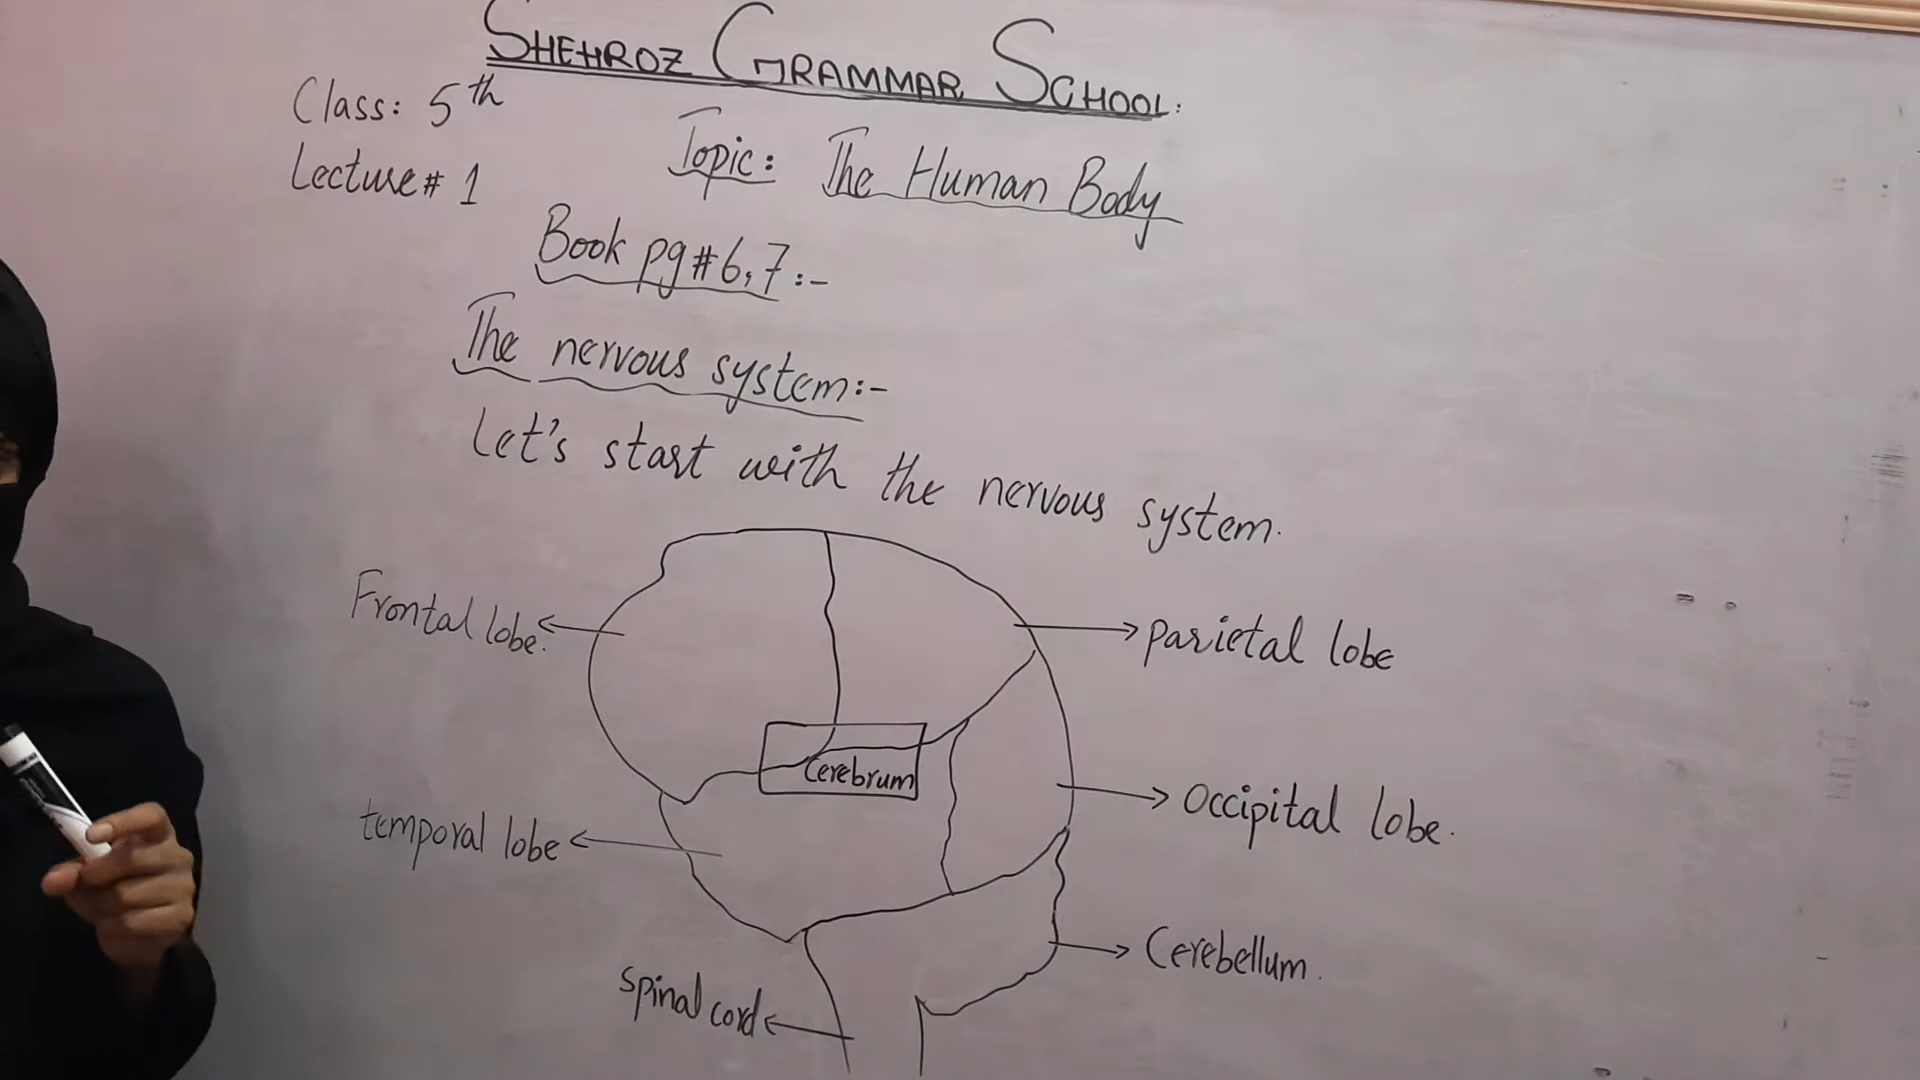 SHEHROZ GRAMMAR SCHOOL:
Class: 5th
Lecture# 1
Topic: The Human Body
Book pg#6,7:-
The nervous system:-
Let's start with the nervous system.
Frontal lobe.
parietal lobe
Cerebrum
temporal lobe
Occipital lobe.
Cerebellum.
spinal cord